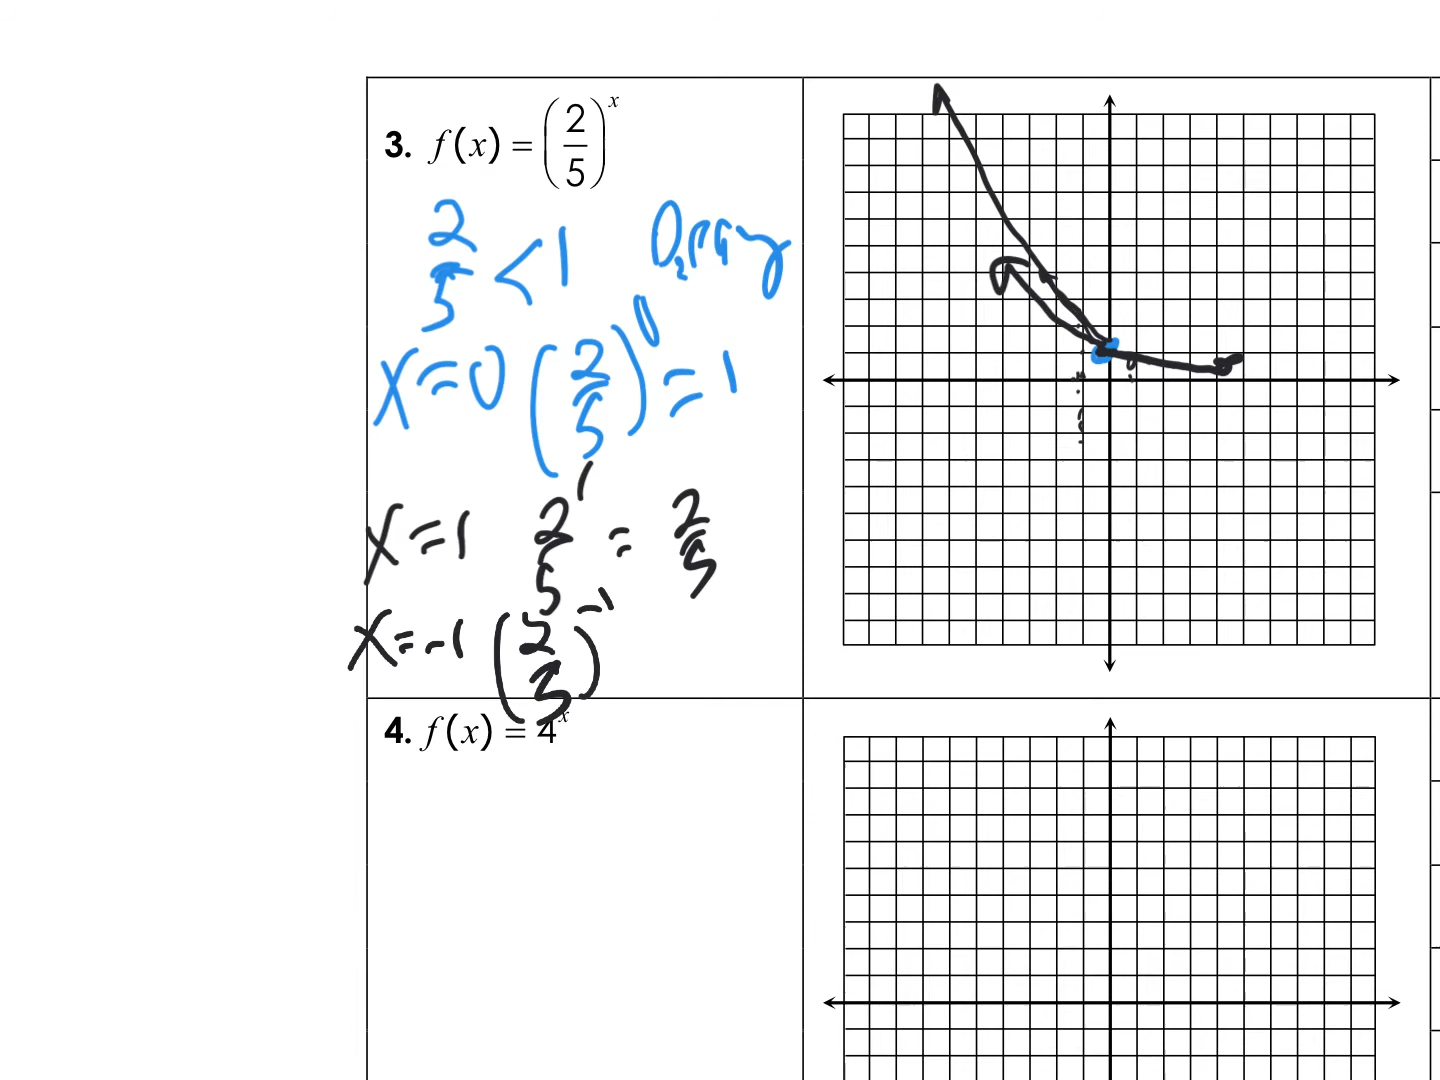 3. f(x) = (2/5)^x
2/5 < 1
x=0 (2/5)^0 = 1
x=1 2/5^1 = 2/5
x=-1 (2/5)^-1
4. f(x) = 4^x